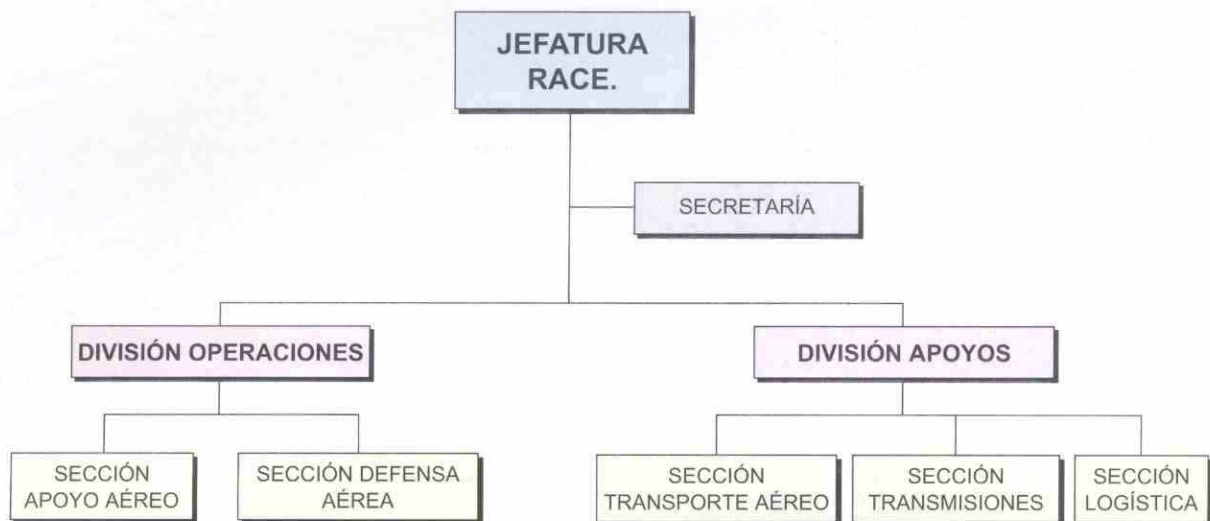 JEFATURA
RACE.
SECRETARÍA
DIVISIÓN OPERACIONES
DIVISIÓN APOYOS
SECCIÓN
APOYO AÉREO
SECCIÓN DEFENSA
AÉREA
SECCIÓN
TRANSPORTE AÉREO
SECCIÓN
TRANSMISIONES
SECCIÓN
LOGÍSTICA